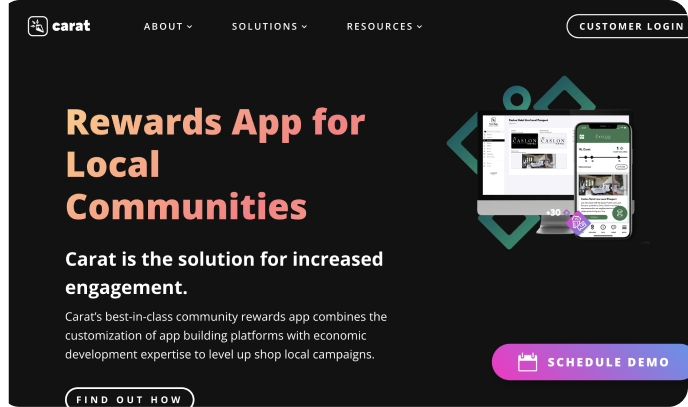 carat
ABOUT
SOLUTIONS
RESOURCES
CUSTOMER LOGIN
Rewards App for
Local
Communities
Carat is the solution for increased
engagement.
Carat's best-in-class community rewards app combines the
customization of app building platforms with economic
development expertise to level up shop local campaigns.
FIND OUT HOW
CASLON
CASLON
+30
SCHEDULE DEMO